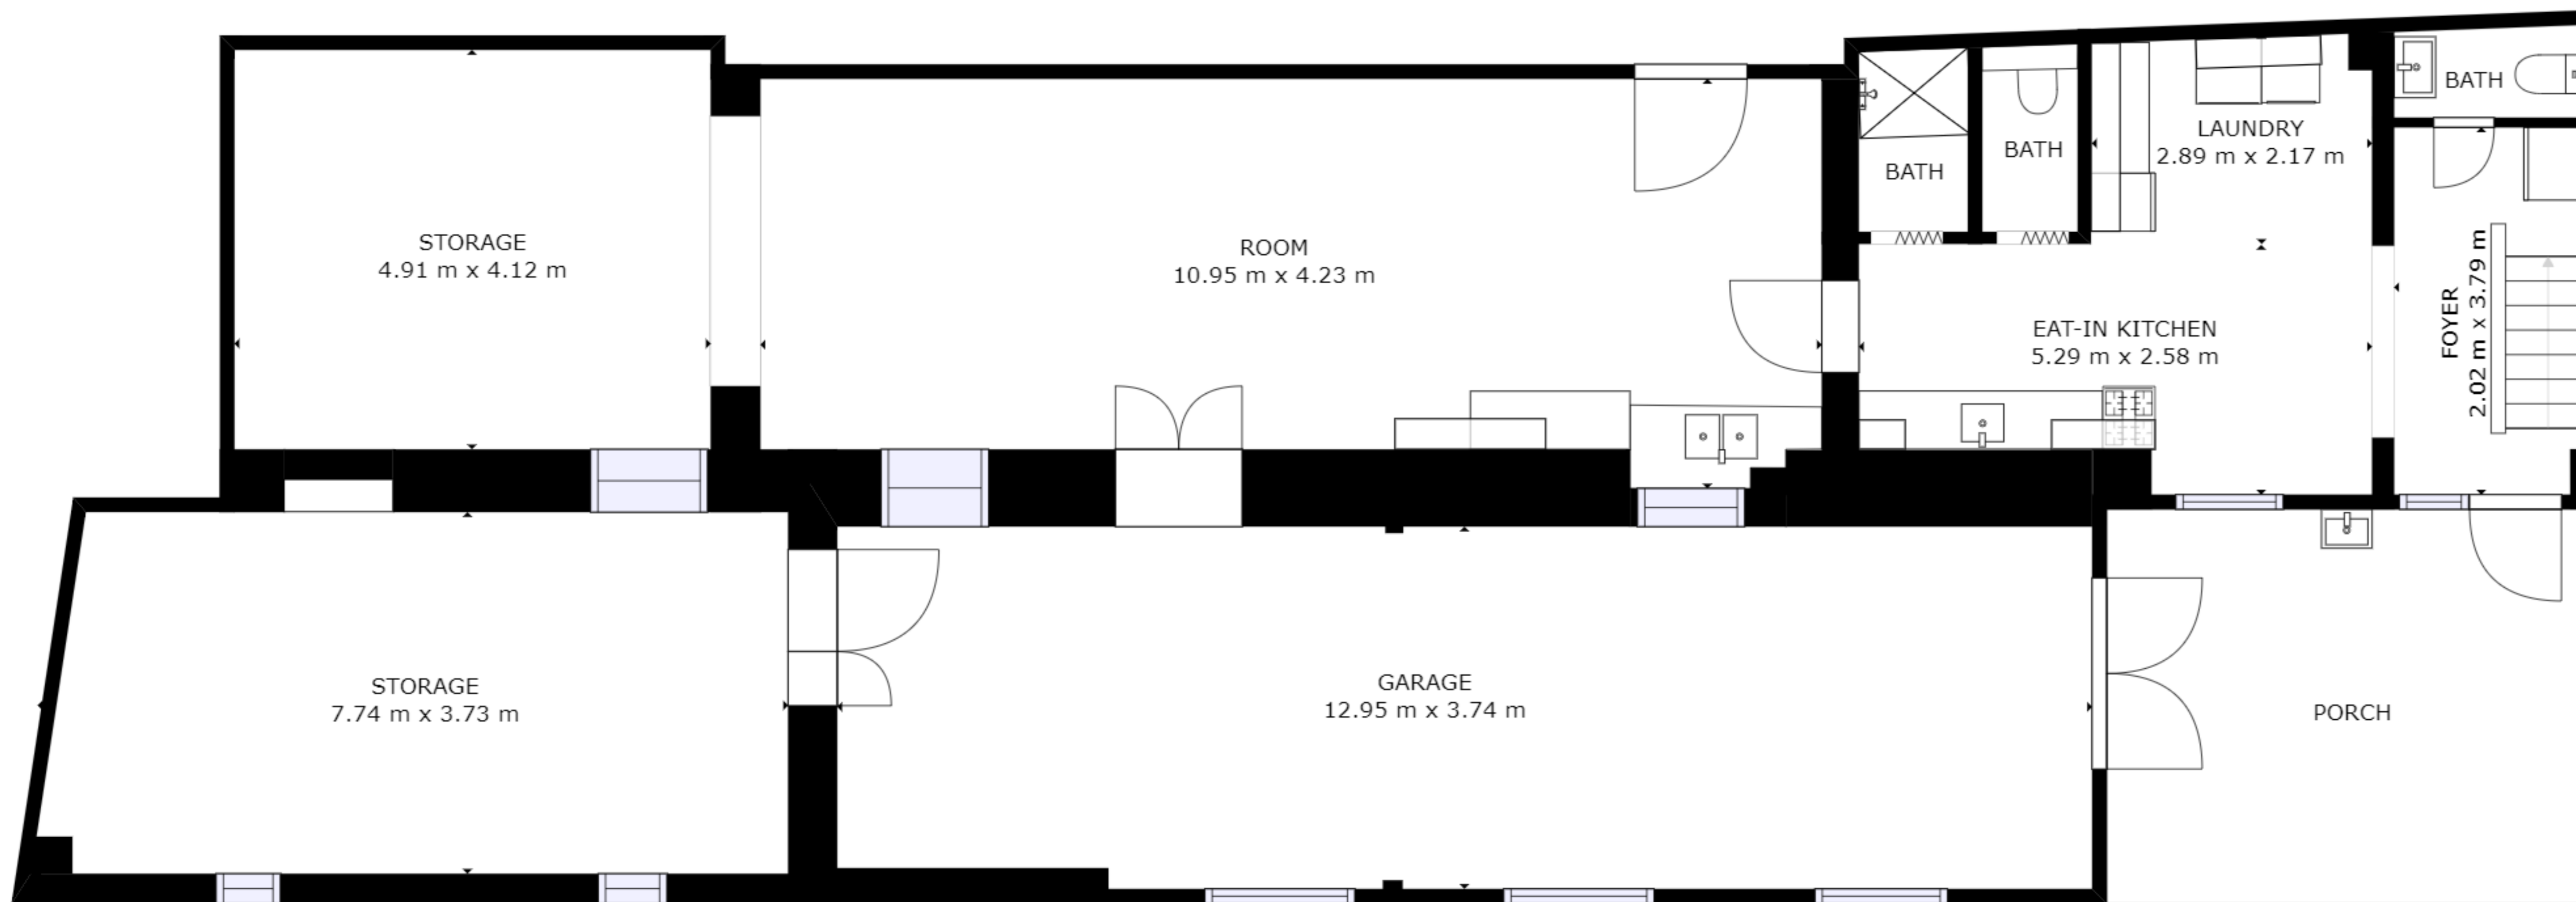 STORAGE
4.91 m x 4.12 m
ROOM
10.95 m x 4.23 m
BATH
BATH
LAUNDRY
2.89 m x 2.17 m
BATH
EAT-IN KITCHEN
5.29 m x 2.58 m
FOYER
2.02 m x 3.79 m
STORAGE
7.74 m x 3.73 m
GARAGE
12.95 m x 3.74 m
PORCH